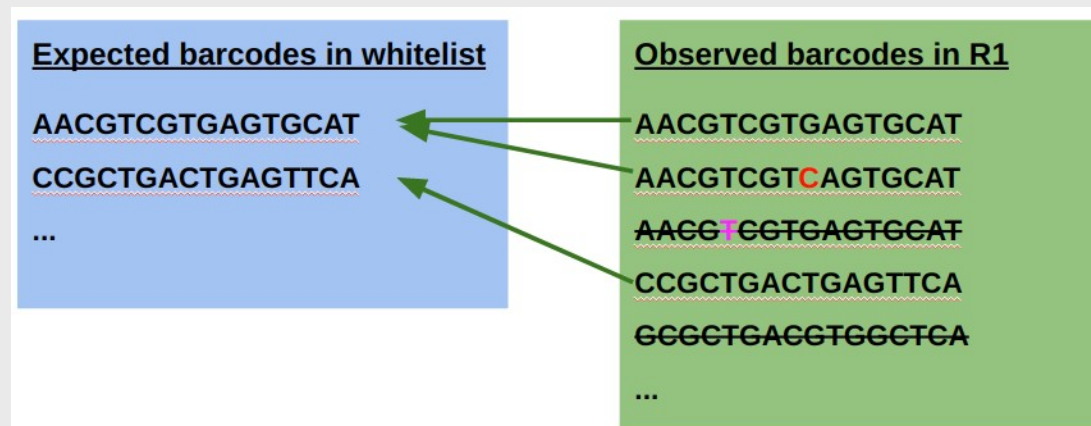 Expected barcodes in whitelist
AACGTCGTGAGTGCAT
CCGCTGACTGAGTTCA
...
Observed barcodes in R1
AACGTCGTGAGTGCAT
AACGTCGTCAGTGCAT
AACGTCGTGAGTGCAT
CCGCTGACTGAGTTCA
GCGCTGACGTGGCTCA
...